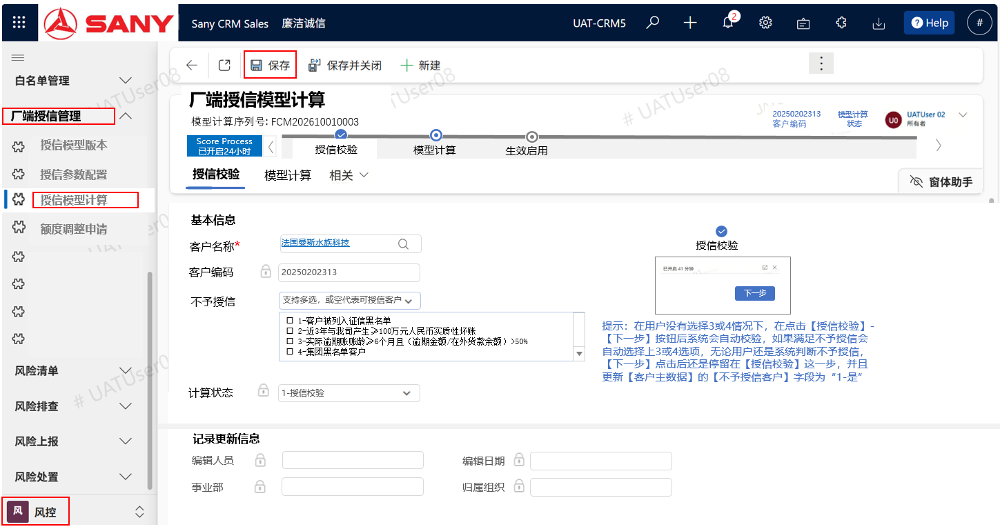 SANY
Sany CRM Sales 廉洁诚信
UAT-CRM5
2
Help
#
白名单管理
厂端授信管理
授信模型版本
授信参数配置
授信模型计算
额度调整申请
风险清单
风险排查
风险上报
风险处置
风 风控
保存
保存并关闭
新建
厂端授信模型计算
模型计算序列号: FCM202610010003
20250202313
客户编码
模型计算
状态
U0
UATUser 02
所有者
Score Process
已开启24小时
授信校验
模型计算
生效启用
授信校验 模型计算 相关
窗体助手
基本信息
客户名称* 法国曼斯水族科技
客户编码 20250202313
不予授信 支持多选，或空代表可授信客户
1-客户被列入征信黑名单
2-近3年与我司产生≥100万元人民币实质性坏账
3-实际逾期账账龄≥6个月且（逾期金额/在外货款余额）>50%
4-集团黑名单客户
计算状态 1-授信校验
授信校验
已开启 41 分钟
下一步
提示：在用户没有选择3或4情况下，在点击【授信校验】-
【下一步】按钮后系统会自动校验，如果满足不予授信会
自动选择上3或4选项，无论用户还是系统判断不予授信，
【下一步】点击后还是停留在【授信校验】这一步，并且
更新【客户主数据】的【不予授信客户】字段为“1-是”
记录更新信息
编辑人员
编辑日期
事业部
归属组织
# UATUser08